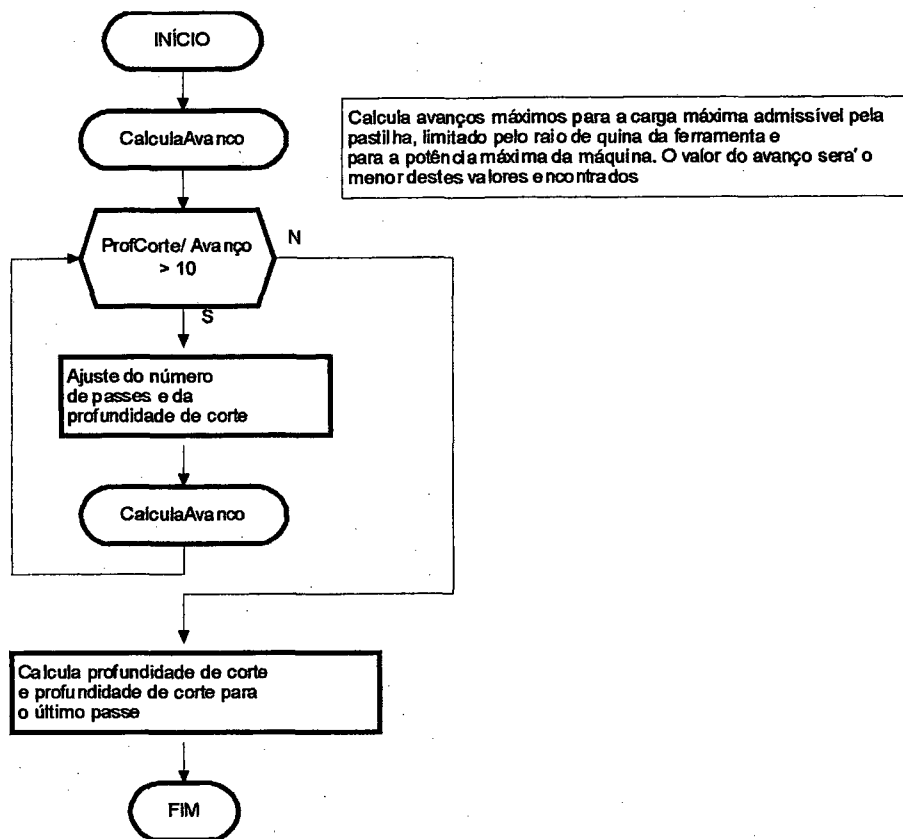 INÍCIO
CalculaAvanco
Calcula avanços máximos para a carga máxima admissível pela
pastilha, limitado pelo raio de quina da ferramenta e
para a potência máxima da máquina. O valor do avanço sera' o
menor destes valores encontrados
ProfCorte/ Avanço
> 10
N
S
Ajuste do número
de passes e da
profundidade de corte
CalculaAvanco
Calcula profundidade de corte
e profundidade de corte para
o último passe
FIM